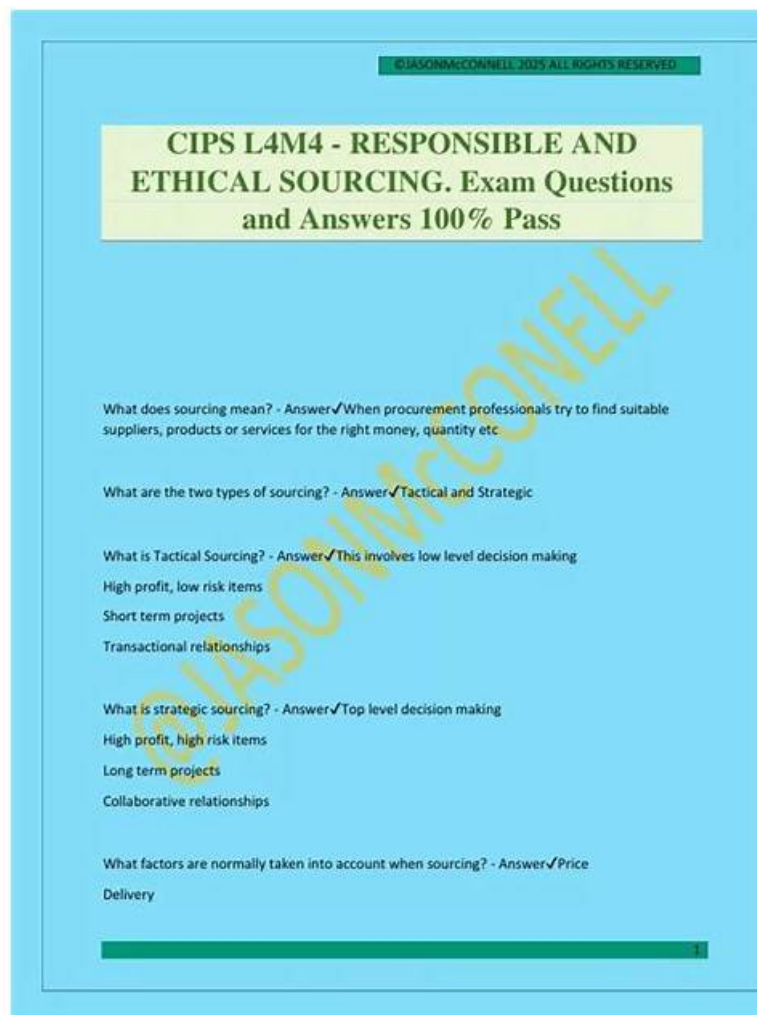 ©JASONMcCONNELL 2025 ALL RIGHTS RESERVED
CIPS L4M4 - RESPONSIBLE AND
ETHICAL SOURCING. Exam Questions
and Answers 100% Pass
What does sourcing mean? - Answer✓When procurement professionals try to find suitable
suppliers, products or services for the right money, quantity etc
What are the two types of sourcing? - Answer✓Tactical and Strategic
What is Tactical Sourcing? - Answer✓This involves low level decision making
High profit, low risk items
Short term projects
Transactional relationships
What is strategic sourcing? - Answer✓Top level decision making
High profit, high risk items
Long term projects
Collaborative relationships
What factors are normally taken into account when sourcing? - Answer✓Price
Delivery
1
@JASONMcCONELL